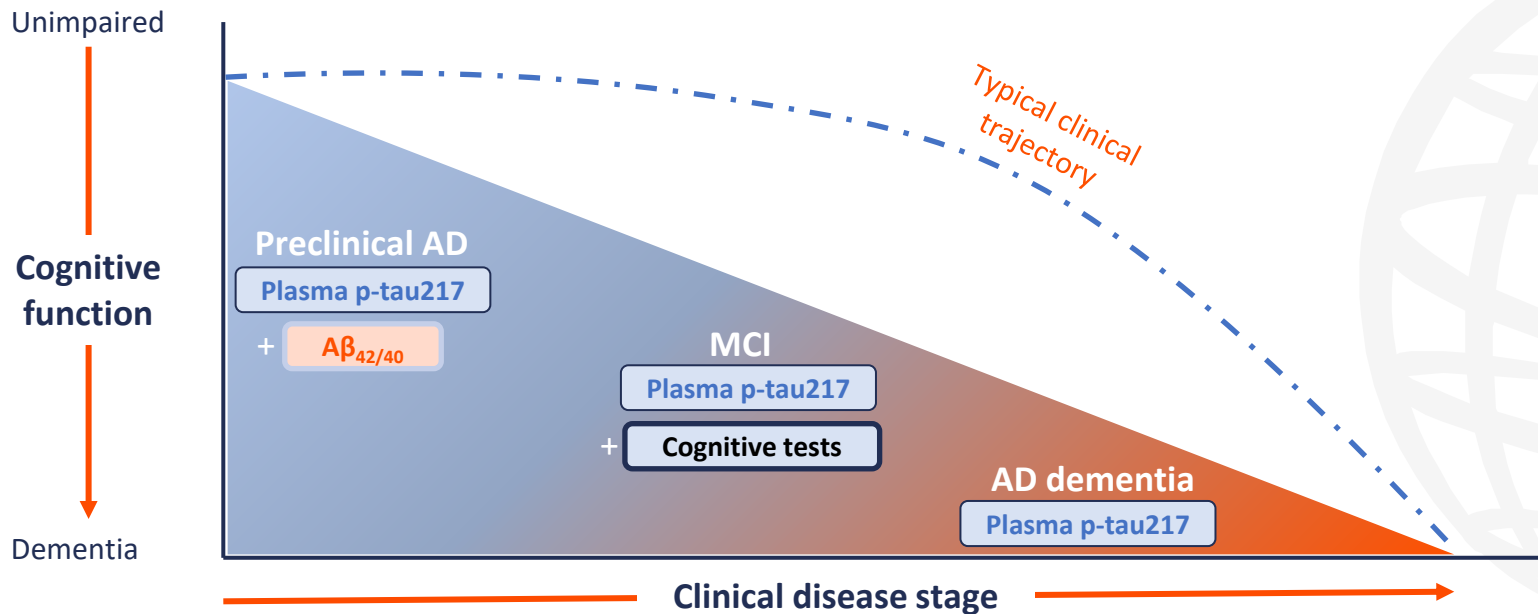 Unimpaired
Cognitive
function
Dementia
Typical clinical
trajectory
Preclinical AD
Plasma p-tau217
+ Aβ42/40
MCI
Plasma p-tau217
+ Cognitive tests
AD dementia
Plasma p-tau217
Clinical disease stage